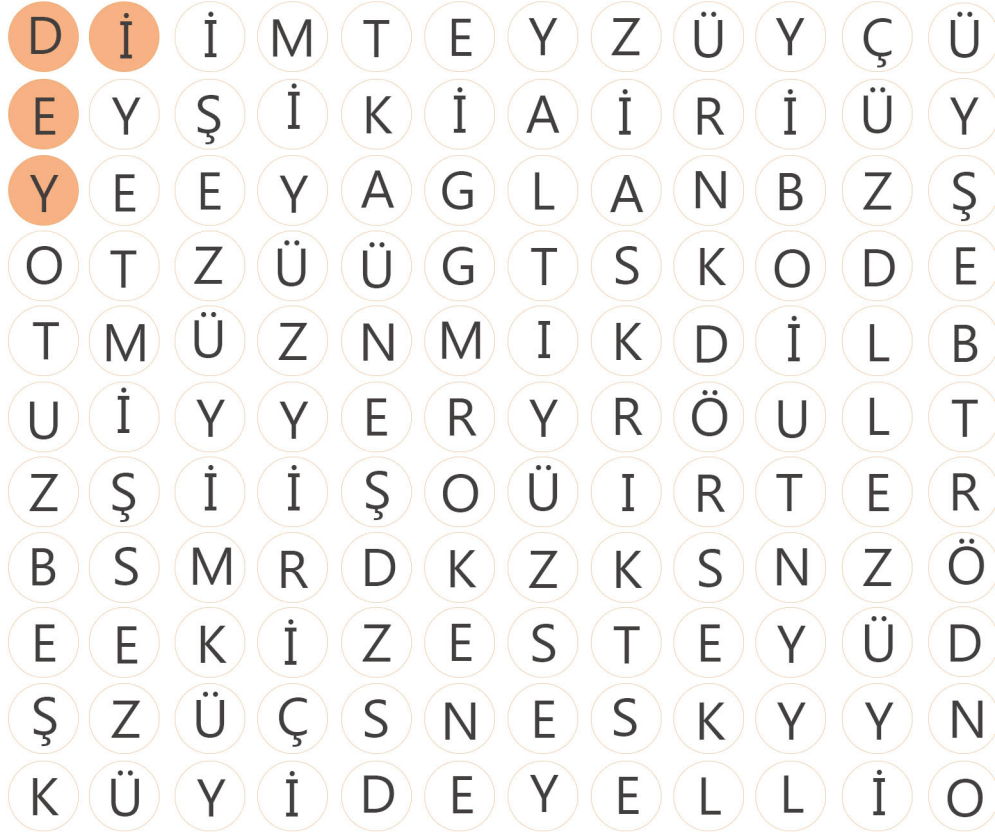 D İ İ M T E Y Z Ü Y Ç Ü
E Y Ş İ K İ A İ R İ Ü Y
Y E E Y A G L A N B Z Ş
O T Z Ü Ü G T S K O D E
T M Ü Z N M I K D İ L B
U İ Y Y E R Y R Ö U L T
Z Ş İ İ Ş O Ü I R T E R
B S M R D K Z K S N Z Ö
E E K İ Z E S T E Y Ü D
Ş Z Ü Ç S N E S K Y Y N
K Ü Y İ D E Y E L L İ O